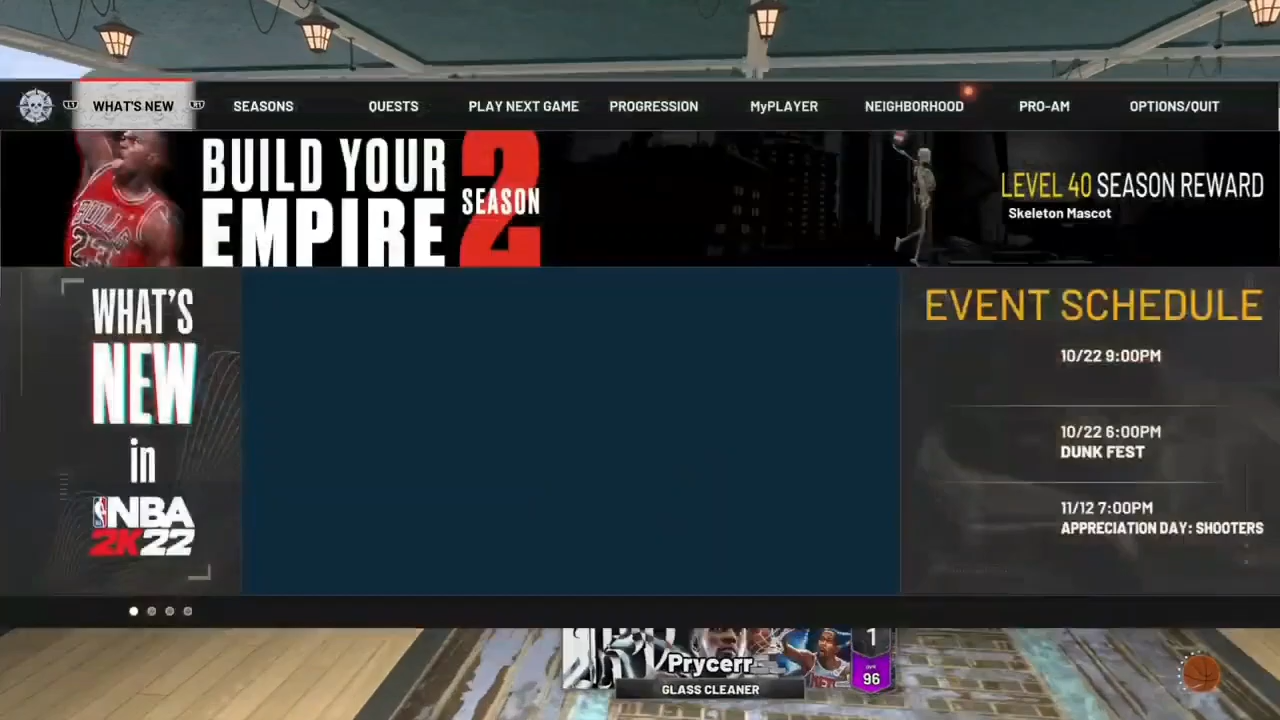 WHAT'S NEW
SEASONS
QUESTS
PLAY NEXT GAME
PROGRESSION
MyPLAYER
NEIGHBORHOOD
PRO-AM
OPTIONS/QUIT
BUILD YOUR
EMPIRE
SEASON
2
BULLS
23
LEVEL 40 SEASON REWARD
Skeleton Mascot
WHAT'S
NEW
in
NBA
2K22
EVENT SCHEDULE
10/22 9:00PM
10/22 6:00PM
DUNK FEST
11/12 7:00PM
APPRECIATION DAY: SHOOTERS
Prycerr
GLASS CLEANER
1
96